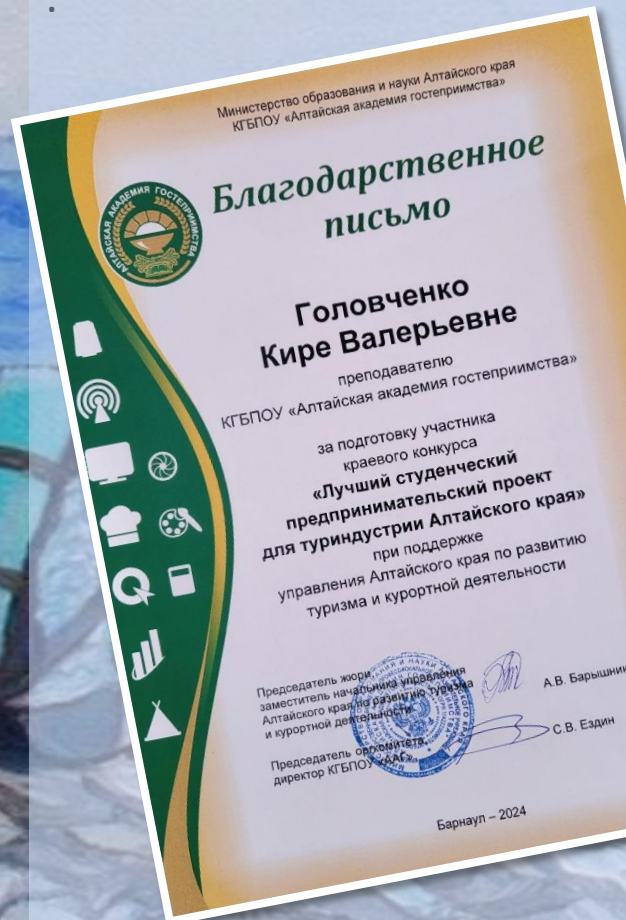 Министерство образования и науки Алтайского края
КГБПОУ «Алтайская академия гостеприимства»
Благодарственное
письмо
АЛТАЙСКАЯ АКАДЕМИЯ ГОСТЕПРИИМСТВА
Головченко
Кире Валерьевне
преподавателю
КГБПОУ «Алтайская академия гостеприимства»
за подготовку участника
краевого конкурса
«Лучший студенческий
предпринимательский проект
для туриндустрии Алтайского края»
при поддержке
управления Алтайского края по развитию
туризма и курортной деятельности
Председатель жюри,
заместитель начальника управления
Алтайского края по развитию туризма
и курортной деятельности
А.В. Барышник
Председатель оргкомитета,
директор КГБПОУ «ААГ»
С.В. Ездин
Барнаул – 2024